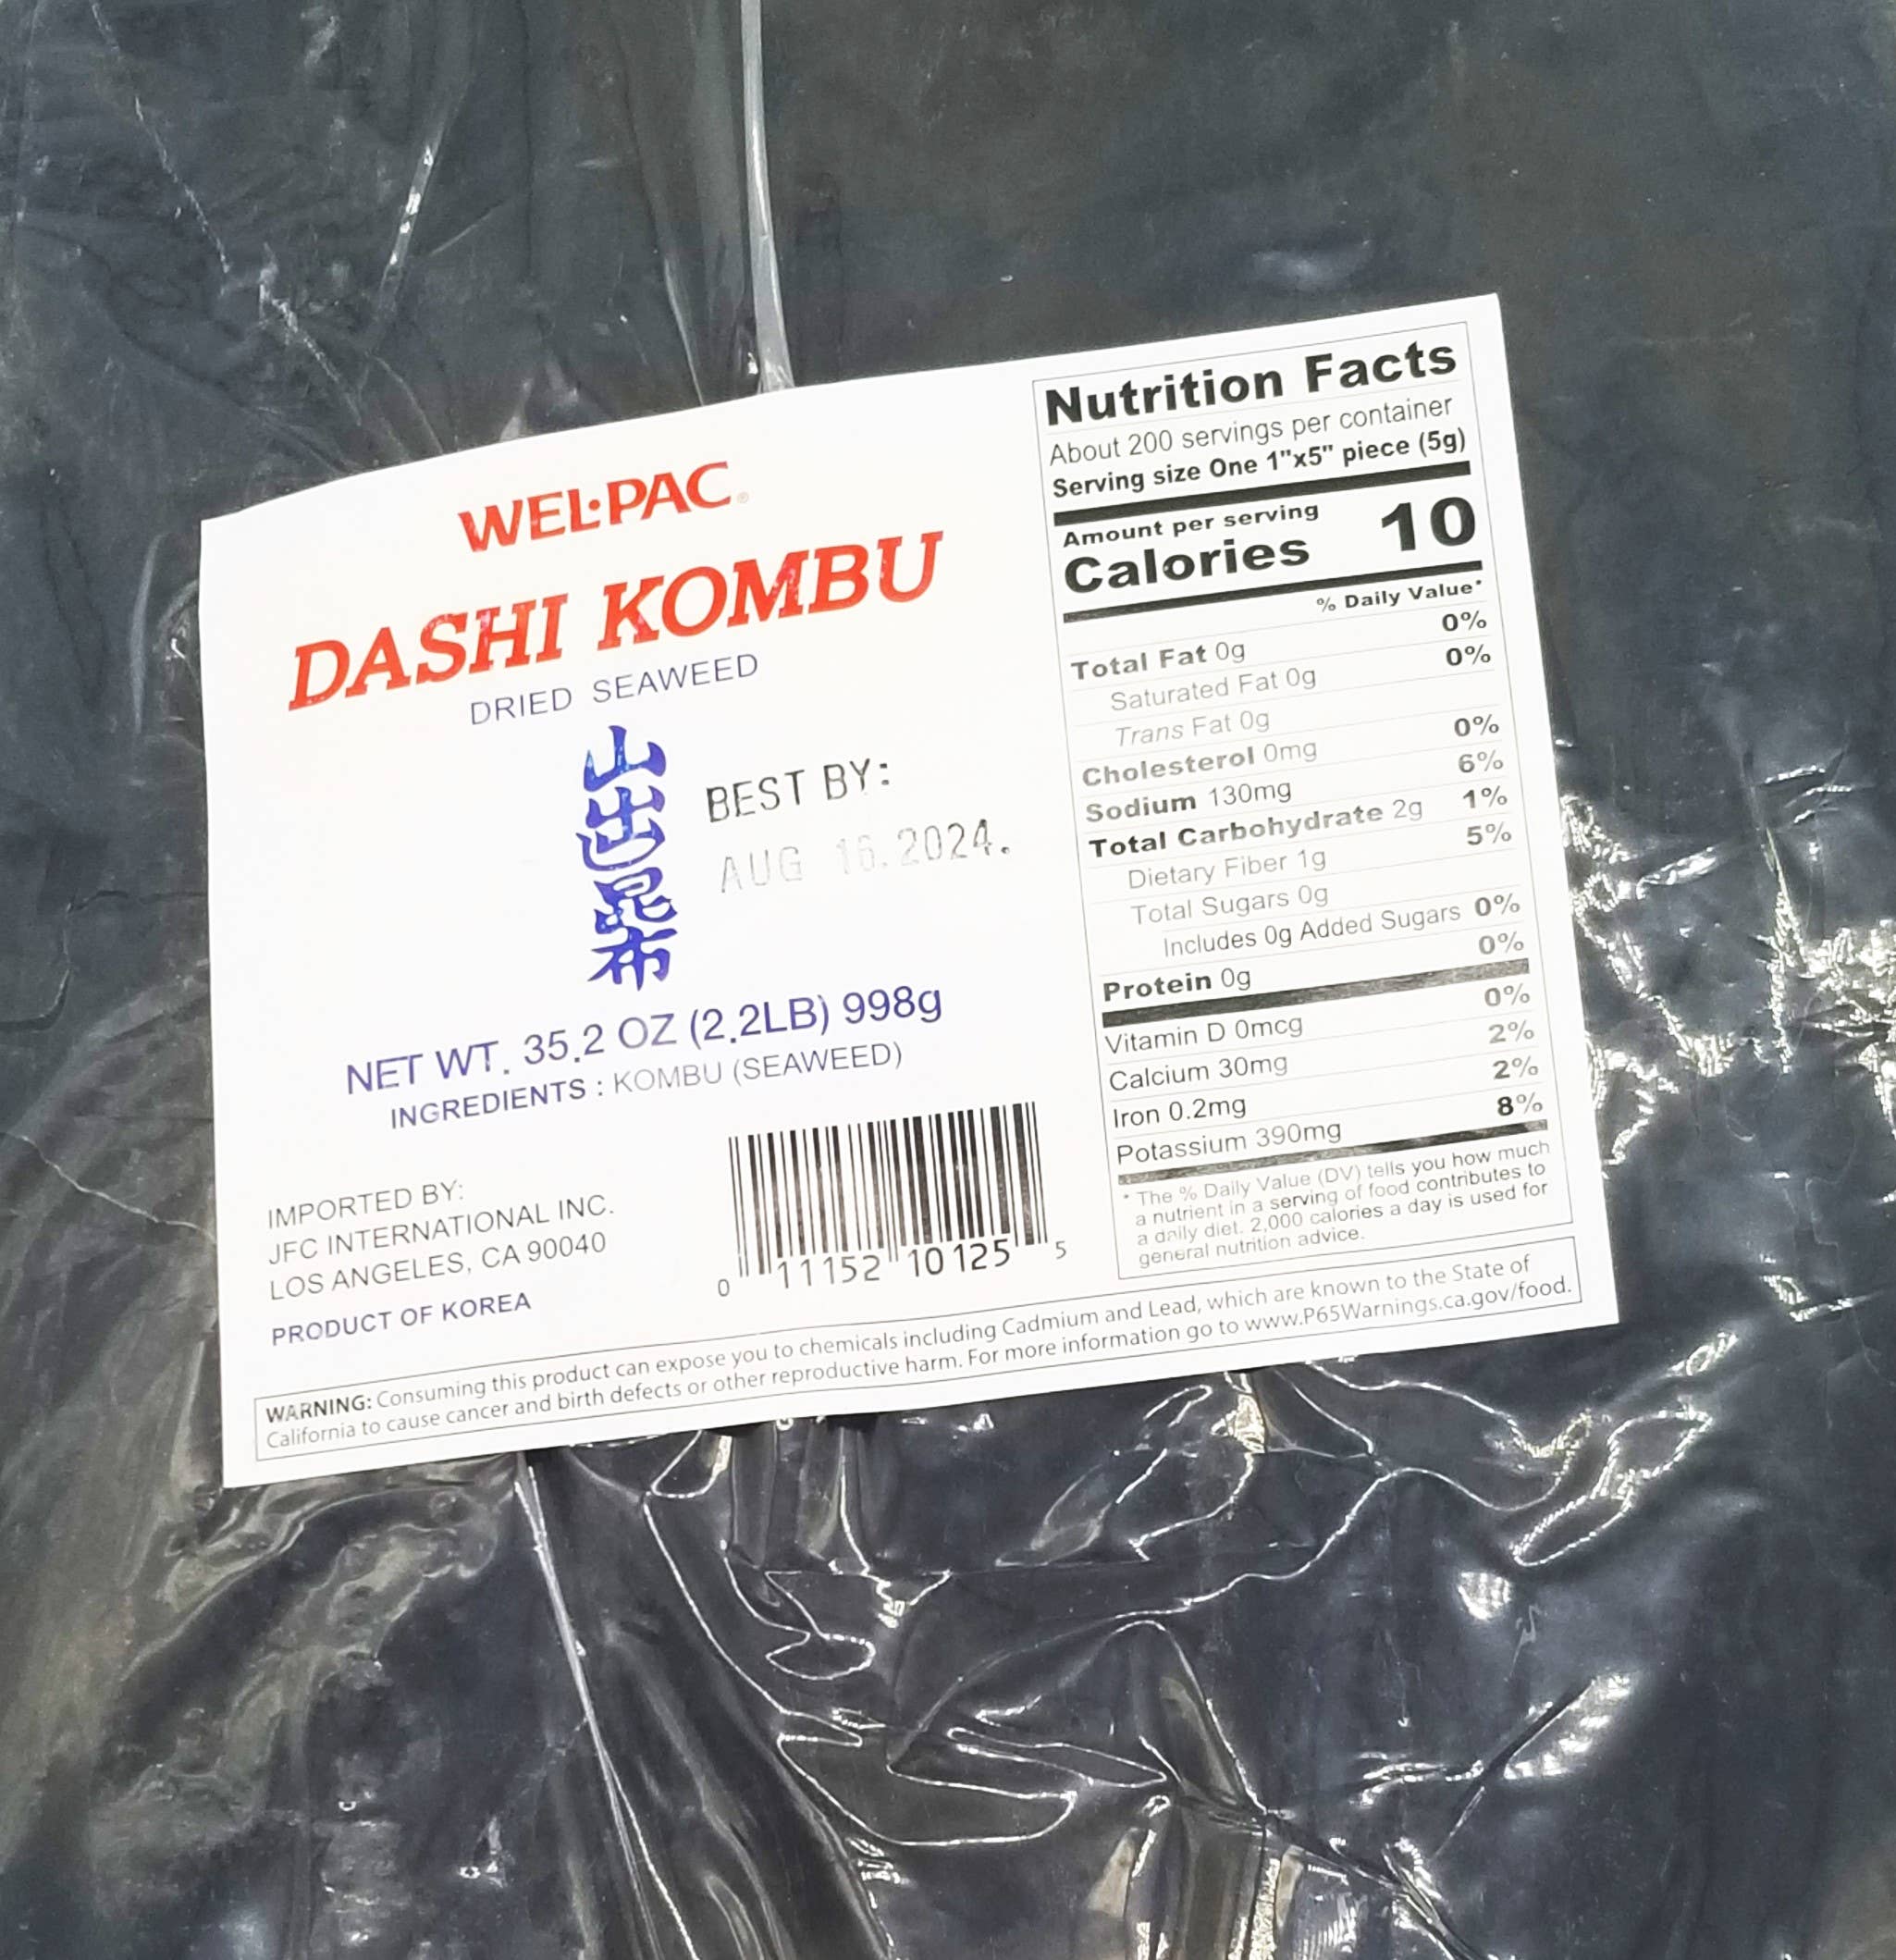 WEL·PAC®
DASHI KOMBU
DRIED SEAWEED
山出昆布
BEST BY:
AUG 16.2024.
NET WT. 35.2 OZ (2.2LB) 998g
INGREDIENTS : KOMBU (SEAWEED)
IMPORTED BY:
JFC INTERNATIONAL INC.
LOS ANGELES, CA 90040
PRODUCT OF KOREA
0 11152 10125 5
Nutrition Facts
About 200 servings per container
Serving size One 1"x5" piece (5g)
Amount per serving
Calories 10
% Daily Value*
Total Fat 0g 0%
Saturated Fat 0g 0%
Trans Fat 0g
Cholesterol 0mg 0%
Sodium 130mg 6%
Total Carbohydrate 2g 1%
Dietary Fiber 1g 5%
Total Sugars 0g
Includes 0g Added Sugars 0%
Protein 0g 0%
Vitamin D 0mcg 0%
Calcium 30mg 2%
Iron 0.2mg 2%
Potassium 390mg 8%
* The % Daily Value (DV) tells you how much
a nutrient in a serving of food contributes to
a daily diet. 2,000 calories a day is used for
general nutrition advice.
WARNING: Consuming this product can expose you to chemicals including Cadmium and Lead, which are known to the State of
California to cause cancer and birth defects or other reproductive harm. For more information go to www.P65Warnings.ca.gov/food.